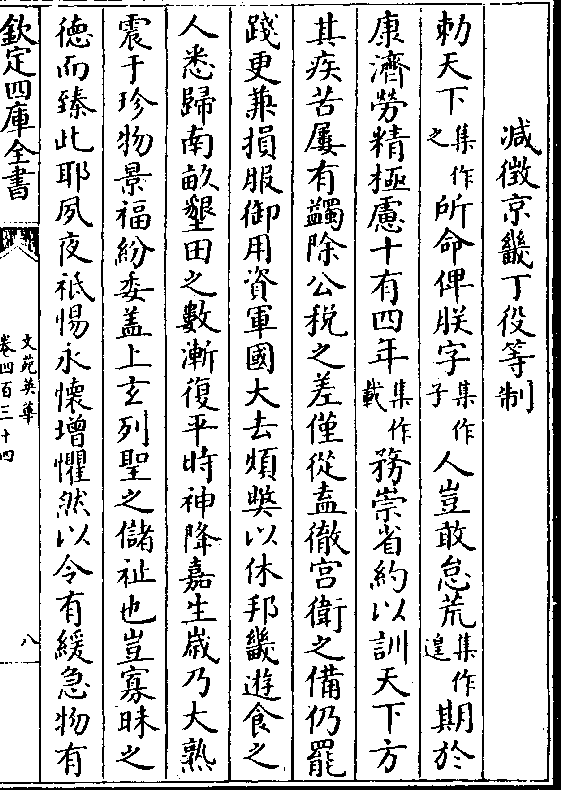 減徴京畿丁役等制
勅天下集作之所命俾朕字集作子人豈敢怠荒集作遑期於
康濟勞精極慮十有四年集作載務崇省約以訓天下方
其疾苦屢有蠲除公税之差僅從盍徹宫衛之備仍罷
踐更兼損服御用資軍國大去煩獘以休邦畿遊食之
人悉歸南畝墾田之數漸復平時神降嘉生歳乃大熟
震于珍物景福紛委盖上玄列聖之儲祉也豈寡昧之
徳而臻此耶夙夜祇惕永懷增懼然以令有緩急物有
欽定四庫全書
文苑英華
卷四百三十四
八